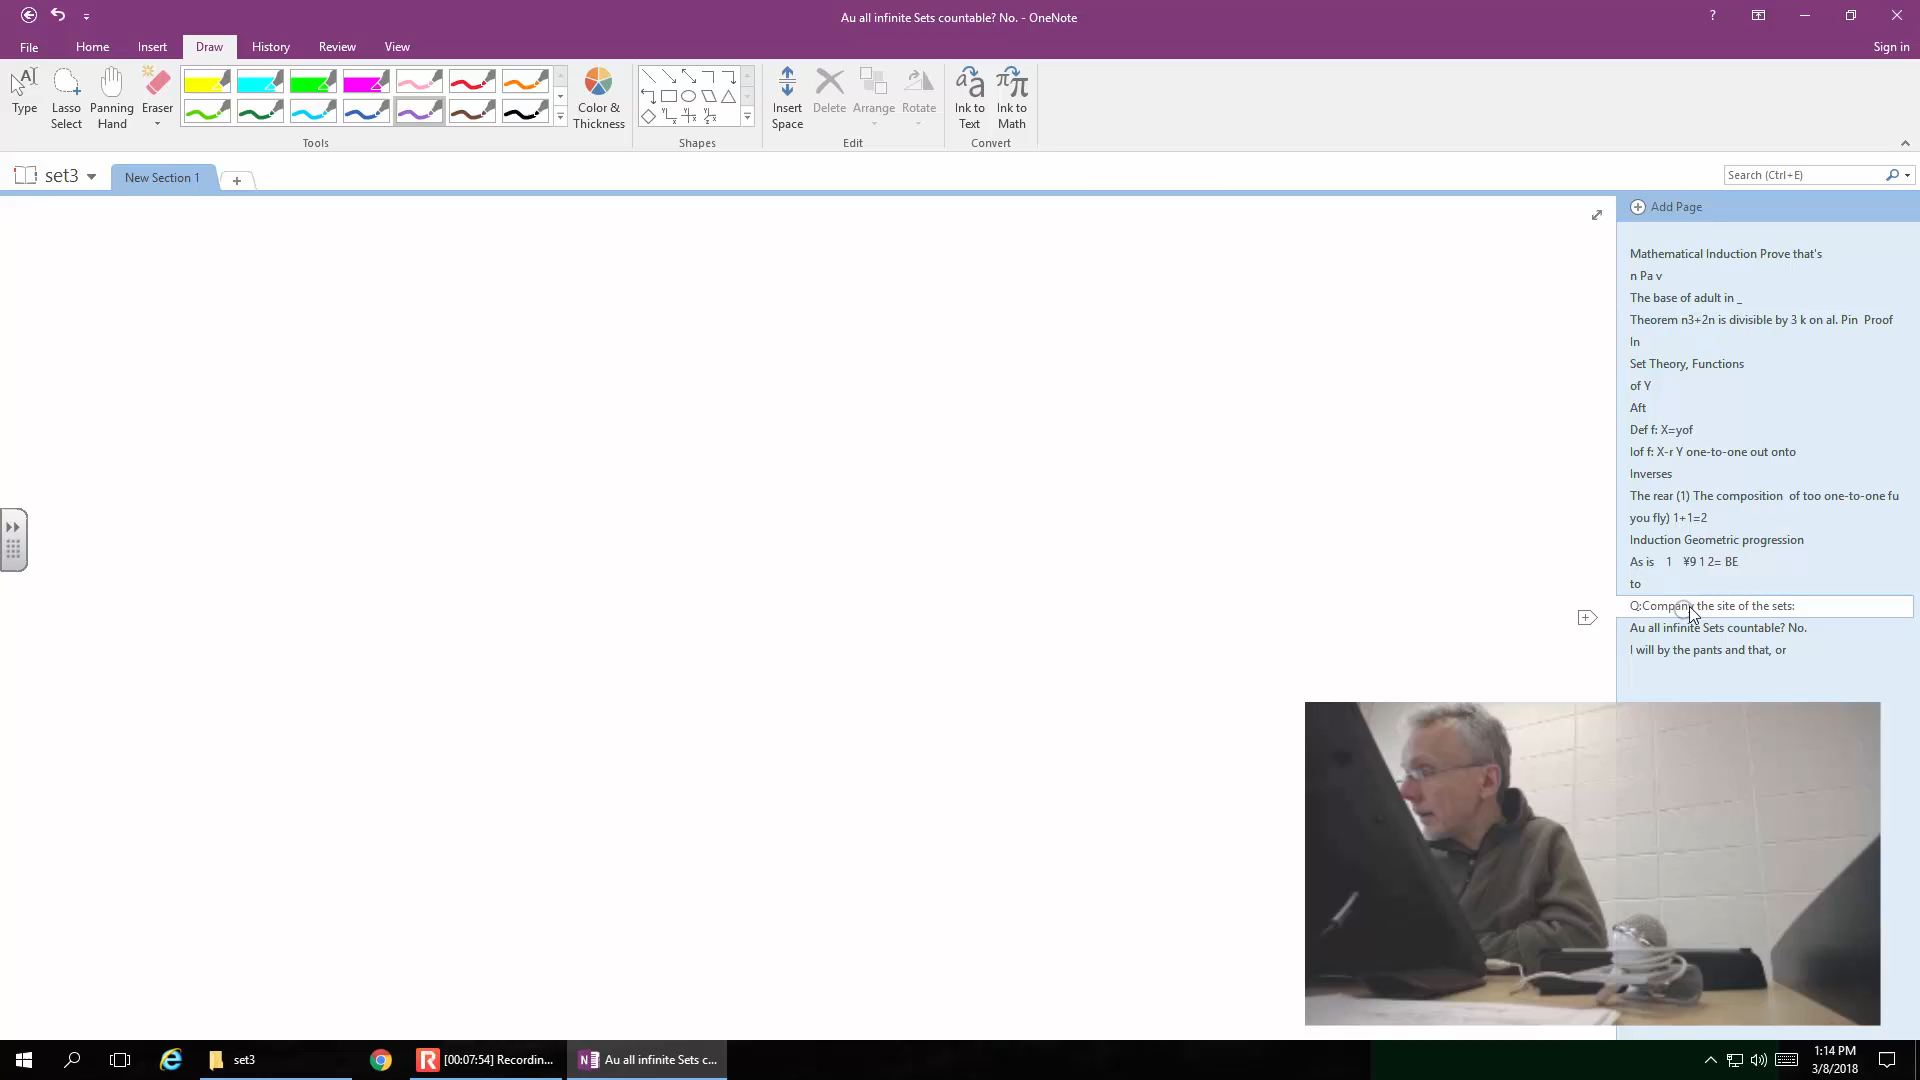 Au all infinite Sets countable? No. - OneNote
?
File
Home
Insert
Draw
History
Review
View
Sign in
Type
Lasso
Select
Panning
Hand
Eraser
Color &
Thickness
Insert
Space
Delete
Arrange
Rotate
Ink to
Text
Ink to
Math
Tools
Shapes
Edit
Convert
set3
New Section 1
Search (Ctrl+E)
Add Page
Mathematical Induction Prove that's
n Pa v
The base of adult in _
Theorem n3+2n is divisible by 3 k on al. Pin  Proof
In
Set Theory, Functions
of Y
Aft
Def f: X=yof
Iof f: X-r Y one-to-one out onto
Inverses
The rear (1) The composition  of too one-to-one fu
you fly) 1+1=2
Induction Geometric progression
As is    1    ¥9 1 2= BE
to
Q:Company the site of the sets:
Au all infinite Sets countable? No.
I will by the pants and that, or
set3
[00:07:54] Recordin...
Au all infinite Sets c...
1:14 PM
3/8/2018